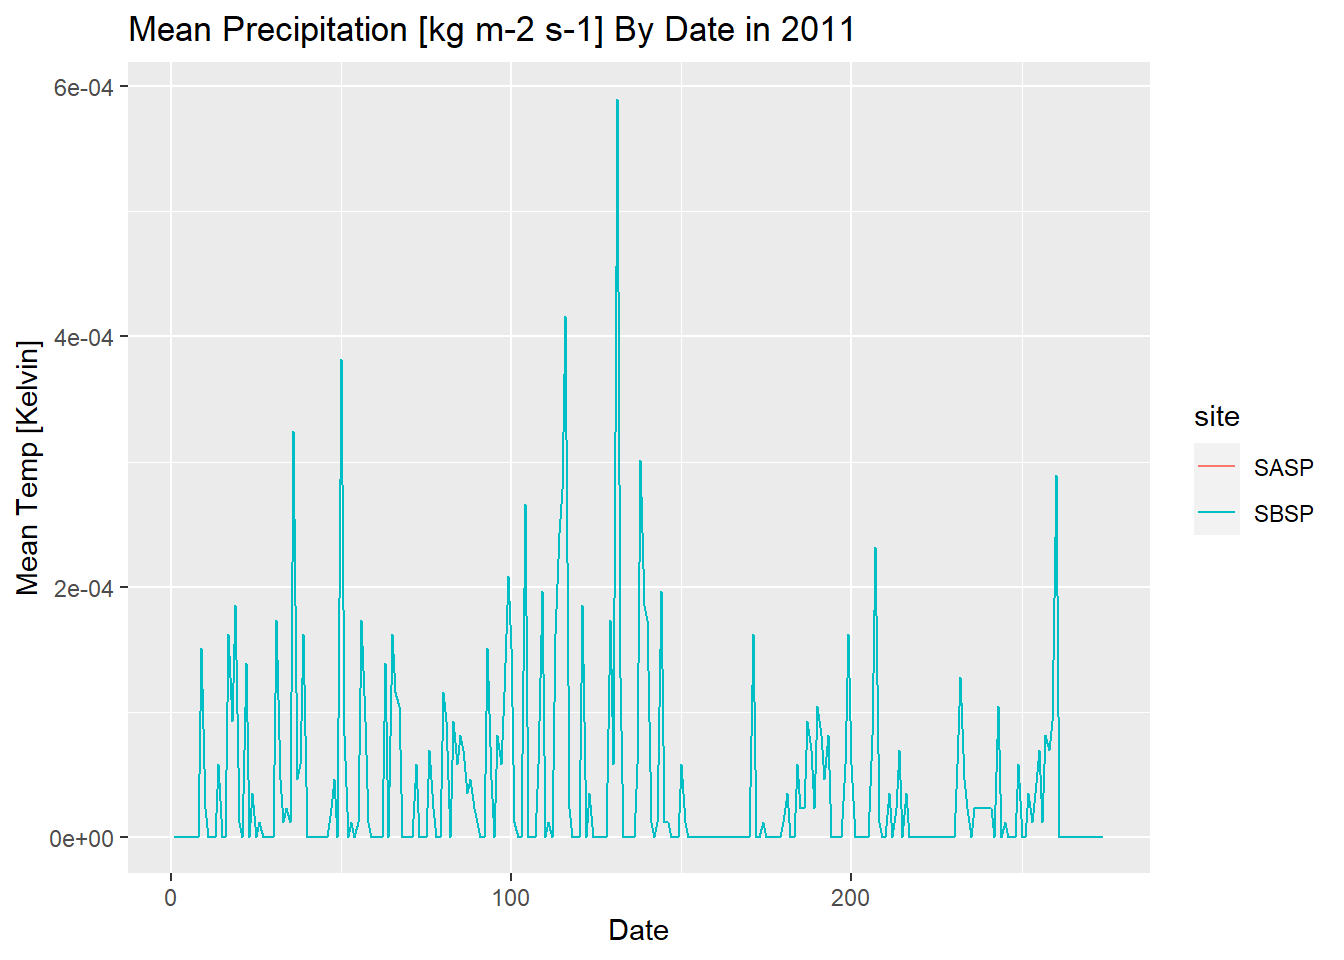 Mean Precipitation [kg m-2 s-1] By Date in 2011
Mean Temp [Kelvin]
6e-04
4e-04
2e-04
0e+00
0
100
200
Date
site
SASP
SBSP